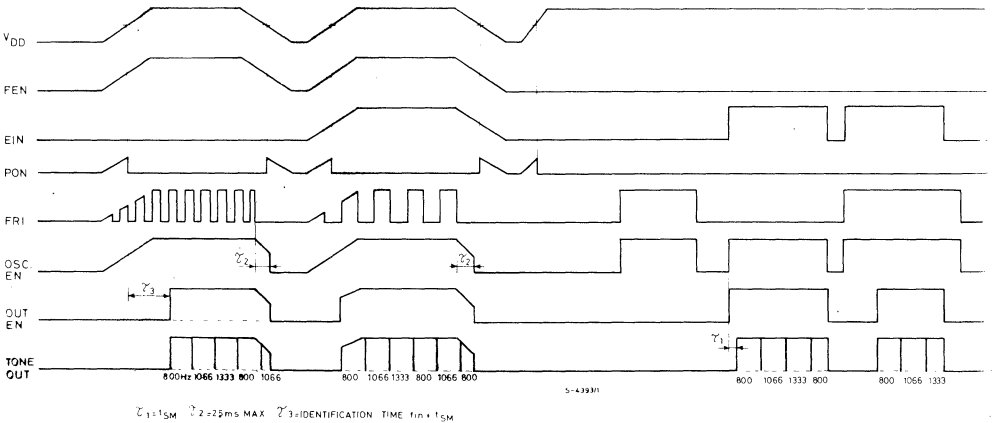 VDD
FEN
EIN
PON
FRI
OSC. EN
τ2 τ2
τ3
OUT EN
τ1
TONE OUT
800Hz 1066 1333 800 1066 800 1066 1333 800 1066 800 800 1066 1333 800 800 1066 1333
S-4393/1
τ1=tSM τ2=25ms MAX τ3=IDENTIFICATION TIME fin+tSM